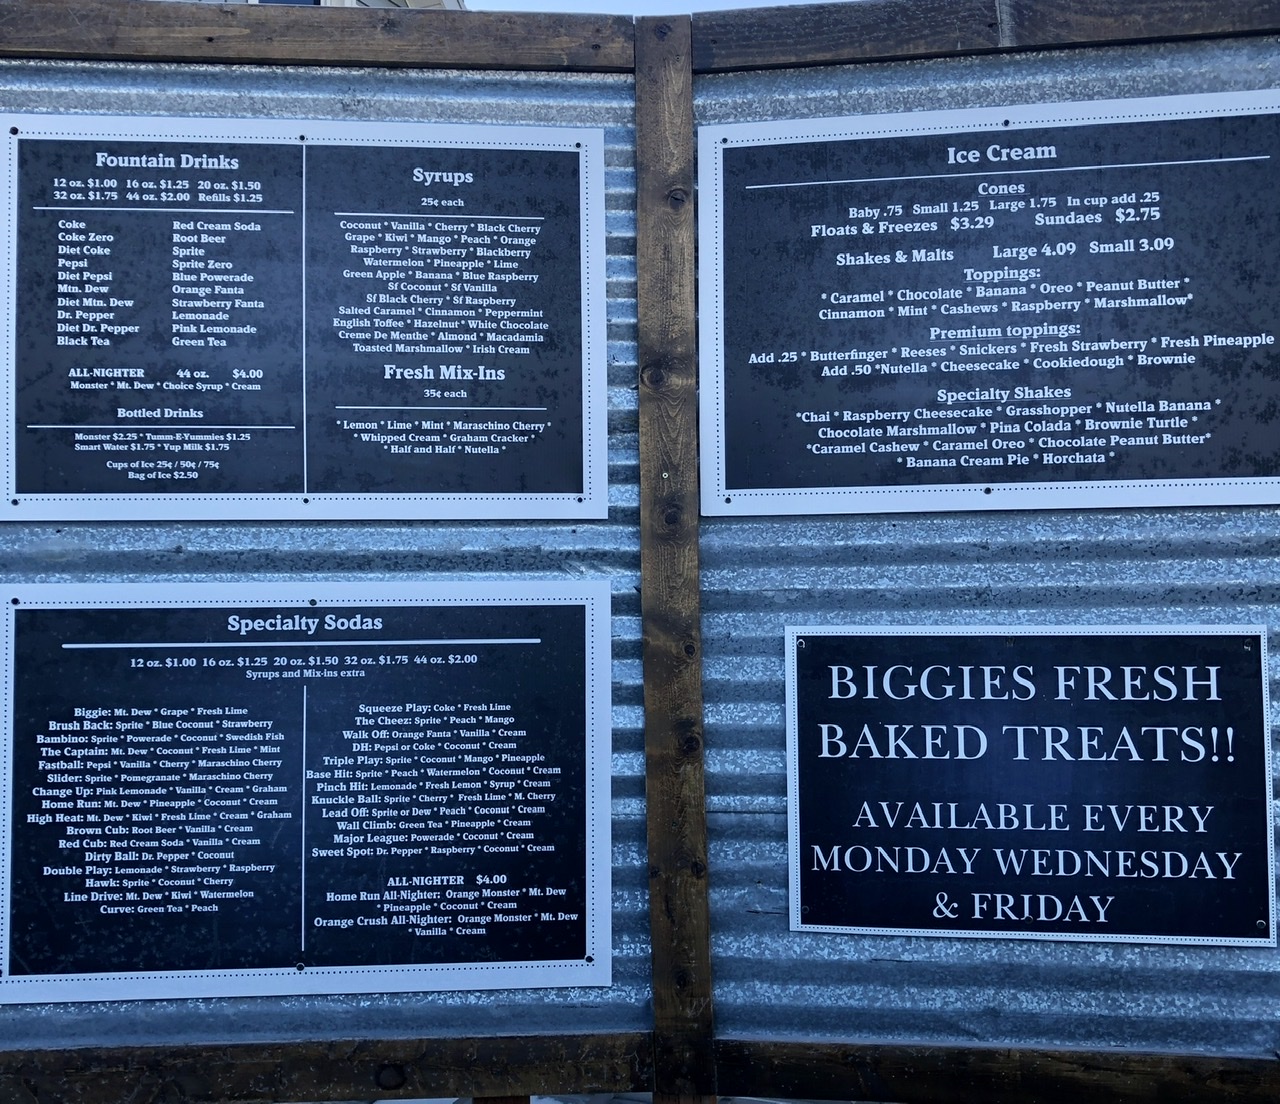 Fountain Drinks
12 oz. $1.00 16 oz. $1.25 20 oz. $1.50
32 oz. $1.75 44 oz. $2.00 Refills $1.25
Coke
Coke Zero
Diet Coke
Pepsi
Diet Pepsi
Mtn. Dew
Diet Mtn. Dew
Dr. Pepper
Diet Dr. Pepper
Black Tea
Red Cream Soda
Root Beer
Sprite
Sprite Zero
Blue Powerade
Orange Fanta
Strawberry Fanta
Lemonade
Pink Lemonade
Green Tea
ALL-NIGHTER 44 oz. $4.00
Monster * Mt. Dew * Choice Syrup * Cream
Bottled Drinks
Monster $2.25 * Tumm-E-Yummies $1.25
Smart Water $1.75 * Yup Milk $1.75
Cups of Ice 25¢ / 50¢ / 75¢
Bag of Ice $2.50
Syrups
25¢ each
Coconut * Vanilla * Cherry * Black Cherry
Grape * Kiwi * Mango * Peach * Orange
Raspberry * Strawberry * Blackberry
Watermelon * Pineapple * Lime
Green Apple * Banana * Blue Raspberry
Sf Coconut * Sf Vanilla
Sf Black Cherry * Sf Raspberry
Salted Caramel * Cinnamon * Peppermint
English Toffee * Hazelnut * White Chocolate
Creme De Menthe * Almond * Macadamia
Toasted Marshmallow * Irish Cream
Fresh Mix-Ins
35¢ each
* Lemon * Lime * Mint * Maraschino Cherry *
* Whipped Cream * Graham Cracker *
* Half and Half * Nutella *
Ice Cream
Cones
Baby .75 Small 1.25 Large 1.75 In cup add .25
Floats & Freezes $3.29 Sundaes $2.75
Shakes & Malts Large 4.09 Small 3.09
Toppings:
* Caramel * Chocolate * Banana * Oreo * Peanut Butter *
Cinnamon * Mint * Cashews * Raspberry * Marshmallow*
Premium toppings:
Add .25 * Butterfinger * Reeses * Snickers * Fresh Strawberry * Fresh Pineapple
Add .50 *Nutella * Cheesecake * Cookiedough * Brownie
Specialty Shakes
*Chai * Raspberry Cheesecake * Grasshopper * Nutella Banana *
Chocolate Marshmallow * Pina Colada * Brownie Turtle *
*Caramel Cashew * Caramel Oreo * Chocolate Peanut Butter*
* Banana Cream Pie * Horchata *
Specialty Sodas
12 oz. $1.00 16 oz. $1.25 20 oz. $1.50 32 oz. $1.75 44 oz. $2.00
Syrups and Mix-ins extra
Biggie: Mt. Dew * Grape * Fresh Lime
Brush Back: Sprite * Blue Coconut * Strawberry
Bambino: Sprite * Powerade * Coconut * Swedish Fish
The Captain: Mt. Dew * Coconut * Fresh Lime * Mint
Fastball: Pepsi * Vanilla * Cherry * Maraschino Cherry
Slider: Sprite * Pomegranate * Maraschino Cherry
Change Up: Pink Lemonade * Vanilla * Cream * Graham
Home Run: Mt. Dew * Pineapple * Coconut * Cream
High Heat: Mt. Dew * Kiwi * Fresh Lime * Cream * Graham
Brown Cub: Root Beer * Vanilla * Cream
Red Cub: Red Cream Soda * Vanilla * Cream
Dirty Ball: Dr. Pepper * Coconut
Double Play: Lemonade * Strawberry * Raspberry
Hawk: Sprite * Coconut * Cherry
Line Drive: Mt. Dew * Kiwi * Watermelon
Curve: Green Tea * Peach
Squeeze Play: Coke * Fresh Lime
The Cheez: Sprite * Peach * Mango
Walk Off: Orange Fanta * Vanilla * Cream
DH: Pepsi or Coke * Coconut * Cream
Triple Play: Sprite * Coconut * Mango * Pineapple
Base Hit: Sprite * Peach * Watermelon * Coconut * Cream
Pinch Hit: Lemonade * Fresh Lemon * Syrup * Cream
Knuckle Ball: Sprite * Cherry * Fresh Lime * M. Cherry
Lead Off: Sprite or Dew * Peach * Coconut * Cream
Wall Climb: Green Tea * Pineapple * Cream
Major League: Powerade * Coconut * Cream
Sweet Spot: Dr. Pepper * Raspberry * Coconut * Cream
ALL-NIGHTER $4.00
Home Run All-Nighter: Orange Monster * Mt. Dew
* Pineapple * Coconut * Cream
Orange Crush All-Nighter: Orange Monster * Mt. Dew
* Vanilla * Cream
BIGGIES FRESH
BAKED TREATS!!
AVAILABLE EVERY
MONDAY WEDNESDAY
& FRIDAY